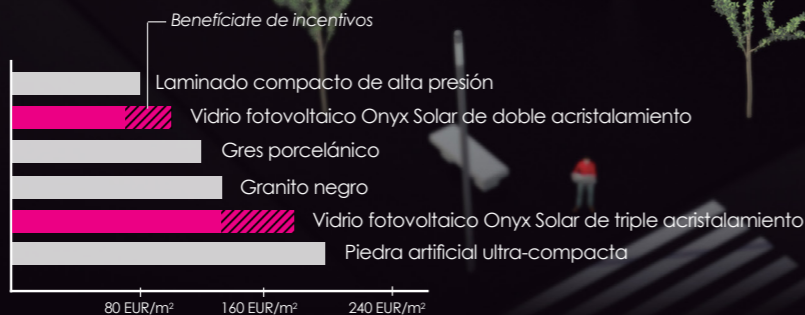 Benefíciate de incentivos
Laminado compacto de alta presión
Vidrio fotovoltaico Onyx Solar de doble acristalamiento
Gres porcelánico
Granito negro
Vidrio fotovoltaico Onyx Solar de triple acristalamiento
Piedra artificial ultra-compacta
80 EUR/m² 160 EUR/m² 240 EUR/m²